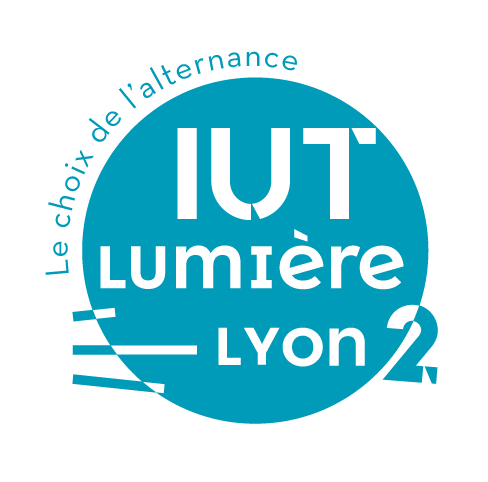 Le choix de l'alternance
IUT
LUmIère
LYon 2